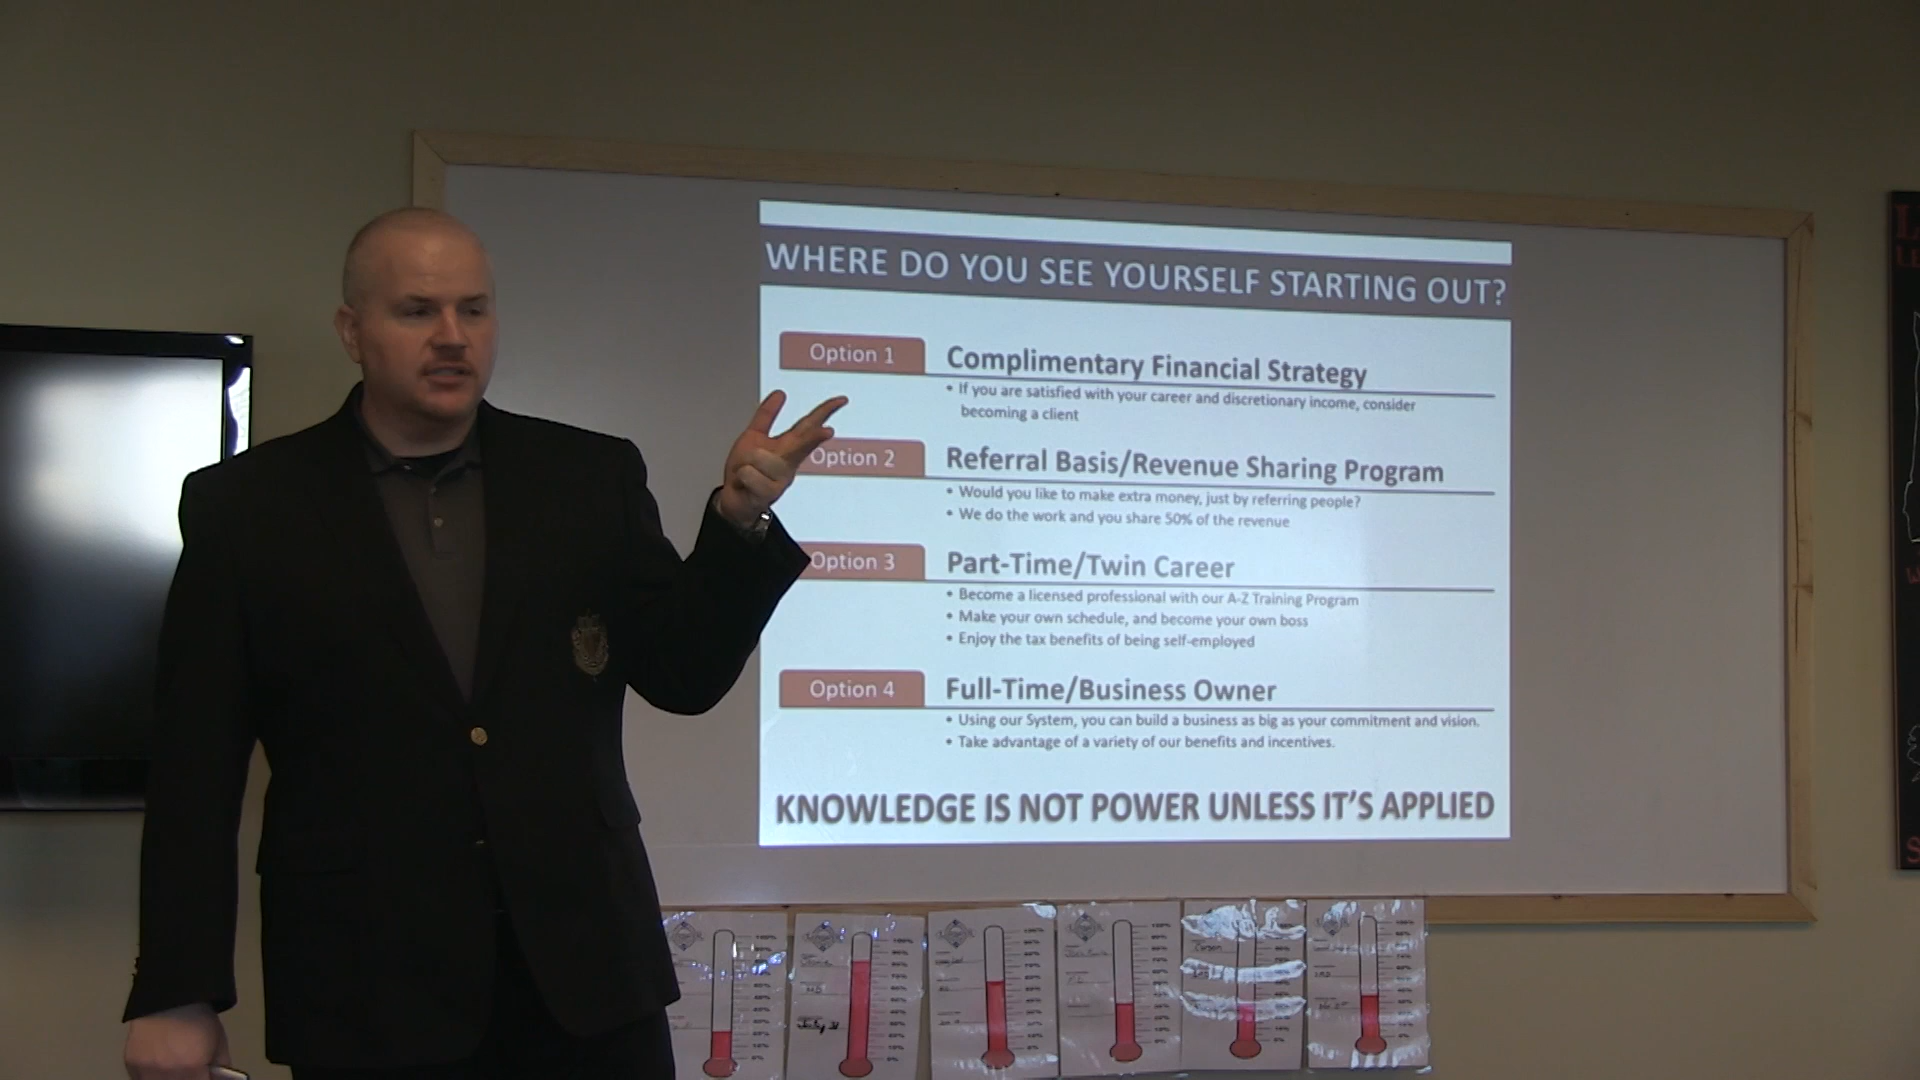 WHERE DO YOU SEE YOURSELF STARTING OUT?
Option 1
Complimentary Financial Strategy
• If you are satisfied with your career and discretionary income, consider
becoming a client
Option 2
Referral Basis/Revenue Sharing Program
• Would you like to make extra money, just by referring people?
• We do the work and you share 50% of the revenue
Option 3
Part-Time/Twin Career
• Become a licensed professional with our A-Z Training Program
• Make your own schedule, and become your own boss
• Enjoy the tax benefits of being self-employed
Option 4
Full-Time/Business Owner
• Using our System, you can build a business as big as your commitment and vision.
• Take advantage of a variety of our benefits and incentives.
KNOWLEDGE IS NOT POWER UNLESS IT'S APPLIED